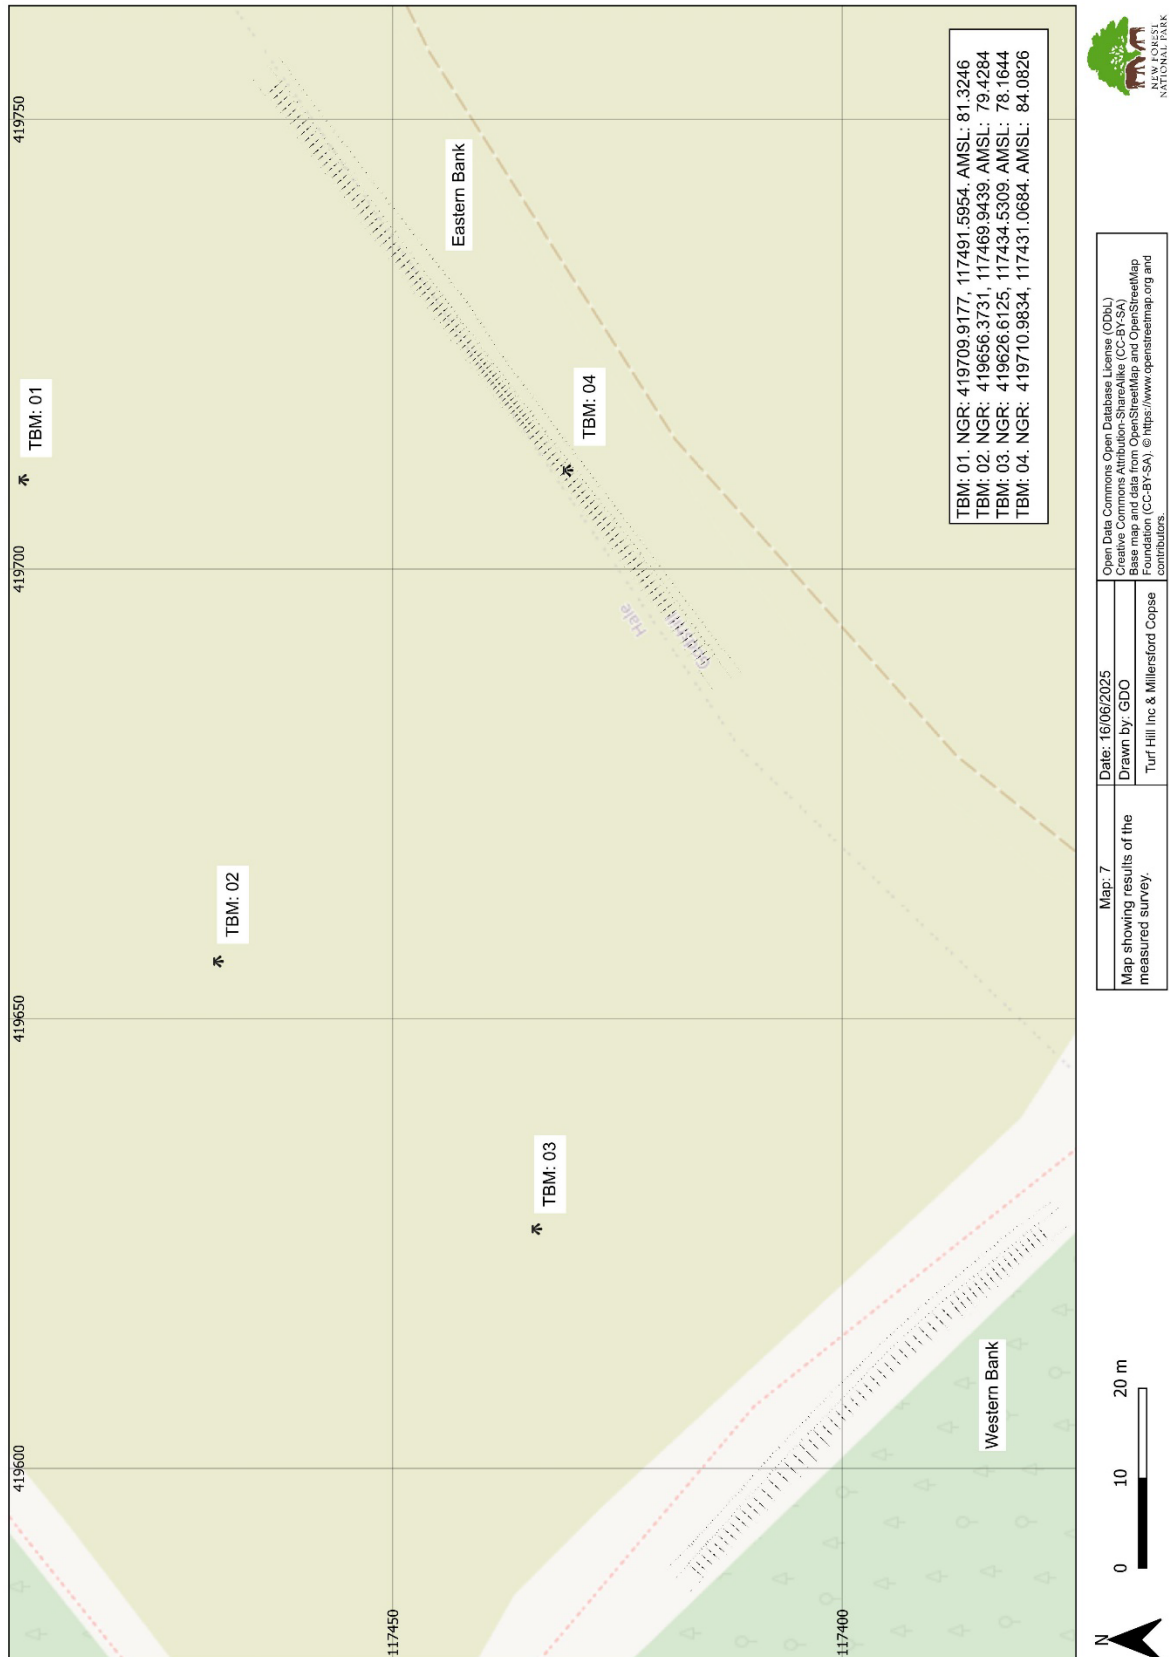 419600
419650
419700
419750
117450
117400
TBM: 01
TBM: 02
TBM: 03
TBM: 04
Eastern Bank
Western Bank
Hale
TBM: 01. NGR: 419709.9177, 117491.5954. AMSL: 81.3246
TBM: 02. NGR: 419656.3731, 117469.9439. AMSL: 79.4284
TBM: 03. NGR: 419626.6125, 117434.5309. AMSL: 78.1644
TBM: 04. NGR: 419710.9834, 117431.0684. AMSL: 84.0826
N
0 10 20 m
Map: 7
Map showing results of the
measured survey.
Date: 16/06/2025
Drawn by: GDO
Turf Hill Inc & Millersford Copse
Open Data Commons Open Database License (ODbL)
Creative Commons Attribution-ShareAlike (CC-BY-SA)
Base map and data from OpenStreetMap and OpenStreetMap
Foundation (CC-BY-SA). © https://www.openstreetmap.org and
contributors.
NEW FOREST
NATIONAL PARK